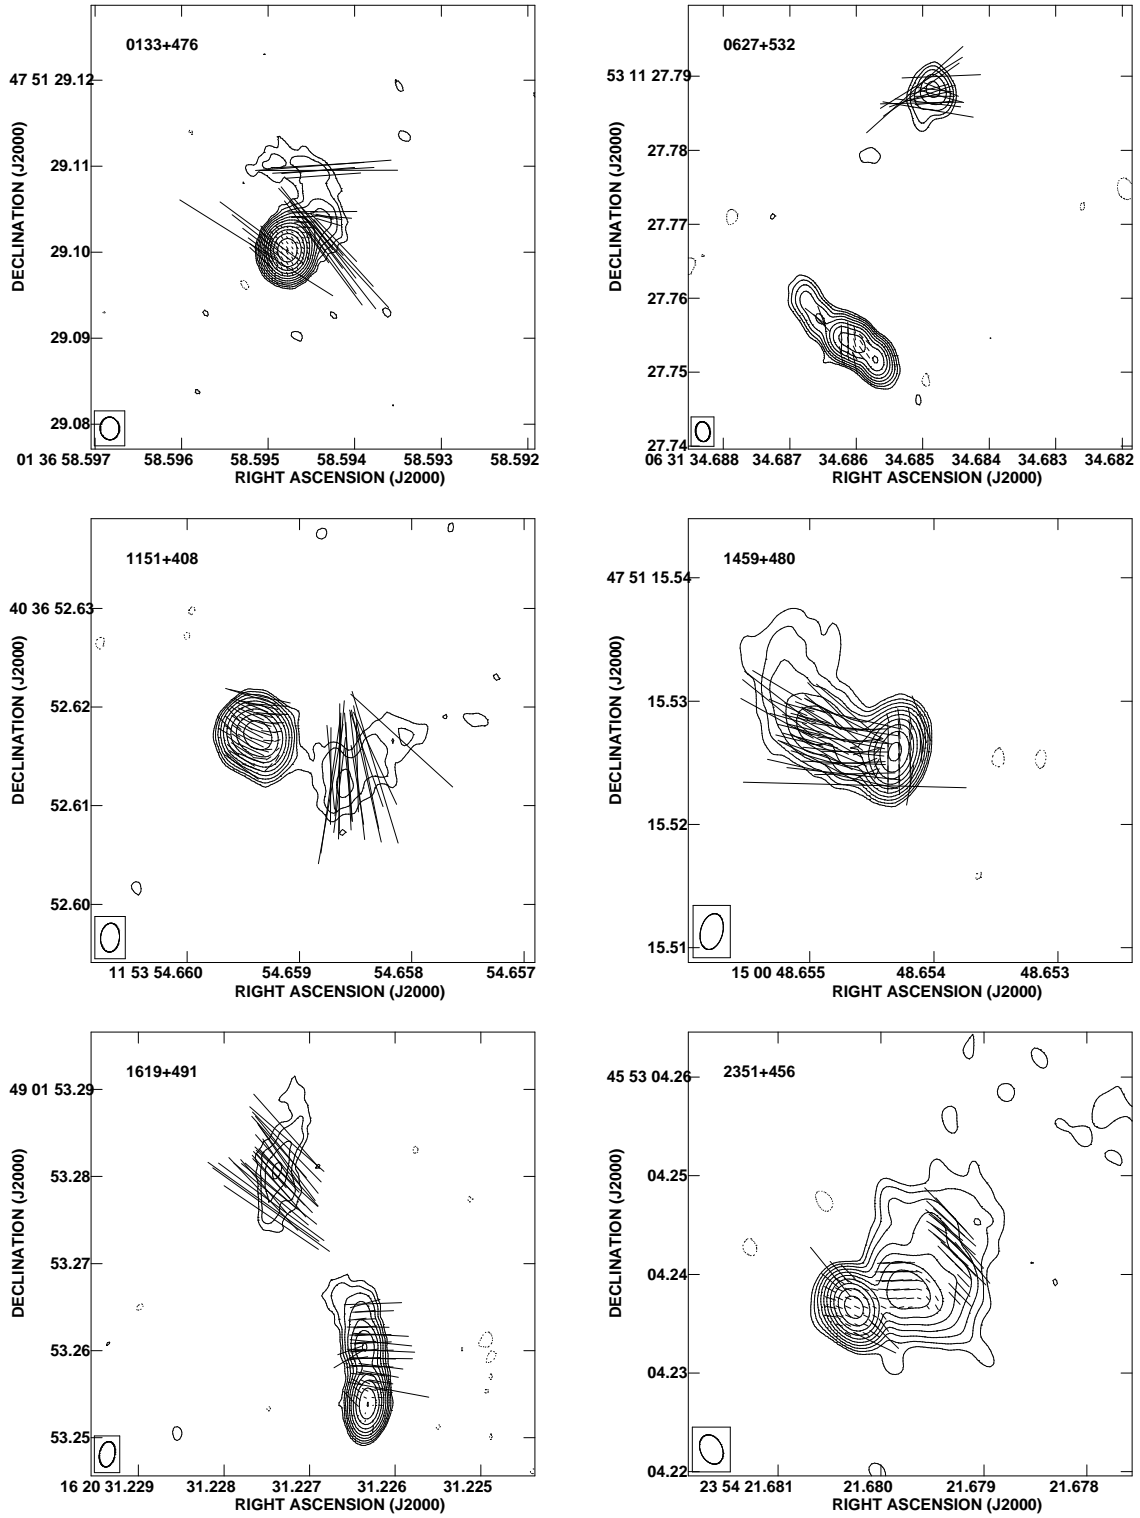 0133+476
DECLINATION (J2000)
47 51 29.12
29.11
29.10
29.09
29.08
01 36 58.597 58.596 58.595 58.594 58.593 58.592
RIGHT ASCENSION (J2000)
0627+532
DECLINATION (J2000)
53 11 27.79
27.78
27.77
27.76
27.75
27.74
06 31 34.688 34.687 34.686 34.685 34.684 34.683 34.682
RIGHT ASCENSION (J2000)
1151+408
DECLINATION (J2000)
40 36 52.63
52.62
52.61
52.60
11 53 54.660 54.659 54.658 54.657
RIGHT ASCENSION (J2000)
1459+480
DECLINATION (J2000)
47 51 15.54
15.53
15.52
15.51
15 00 48.655 48.654 48.653
RIGHT ASCENSION (J2000)
1619+491
DECLINATION (J2000)
49 01 53.29
53.28
53.27
53.26
53.25
16 20 31.229 31.228 31.227 31.226 31.225
RIGHT ASCENSION (J2000)
2351+456
DECLINATION (J2000)
45 53 04.26
04.25
04.24
04.23
04.22
23 54 21.681 21.680 21.679 21.678
RIGHT ASCENSION (J2000)